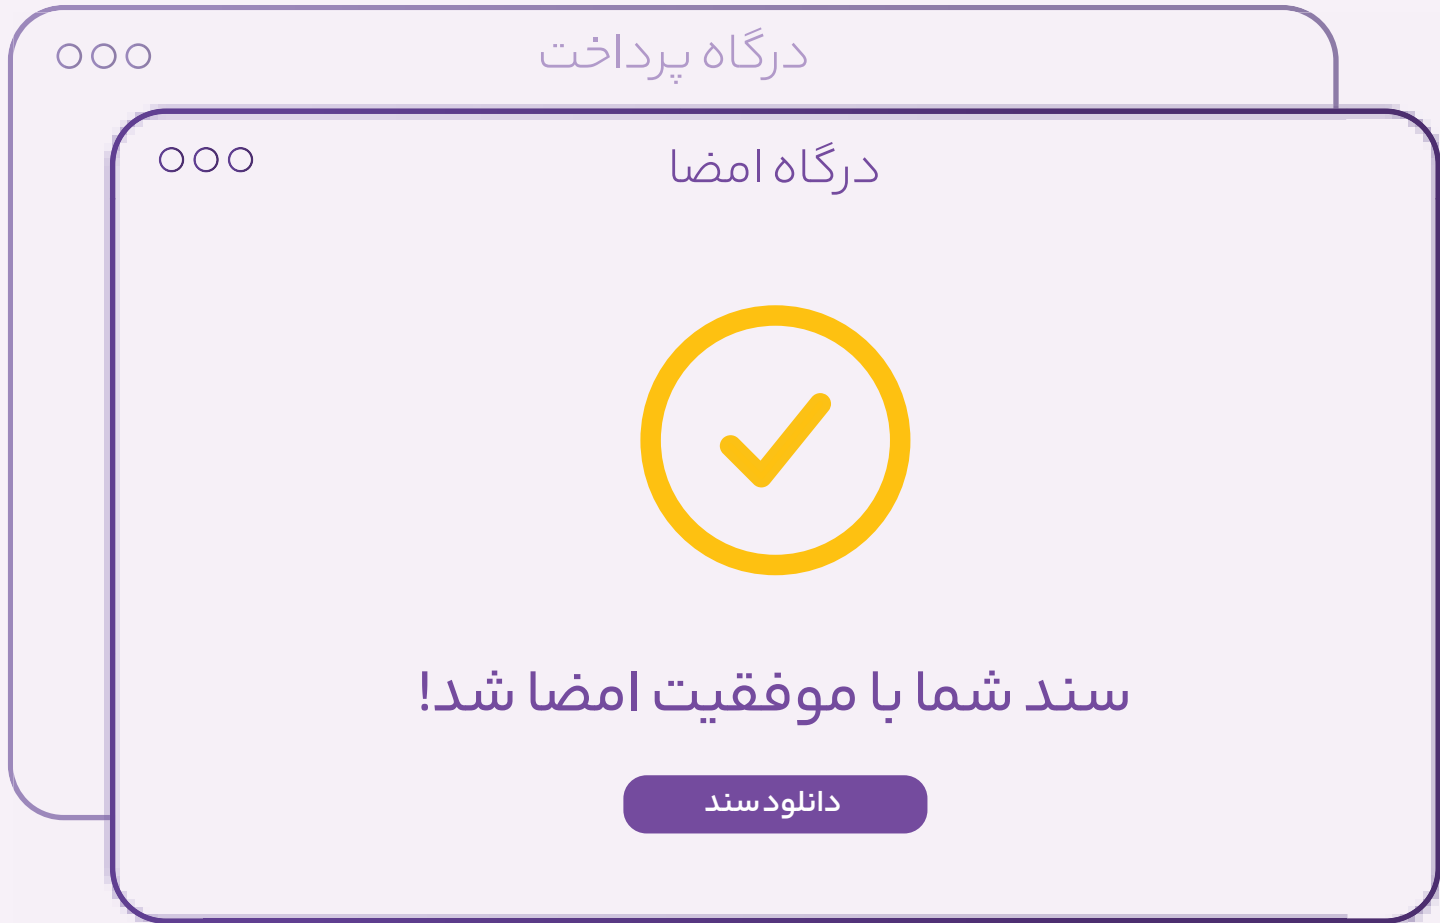 درگاه پرداخت
درگاه امضا
سند شما با موفقیت امضا شد!
دانلود سند